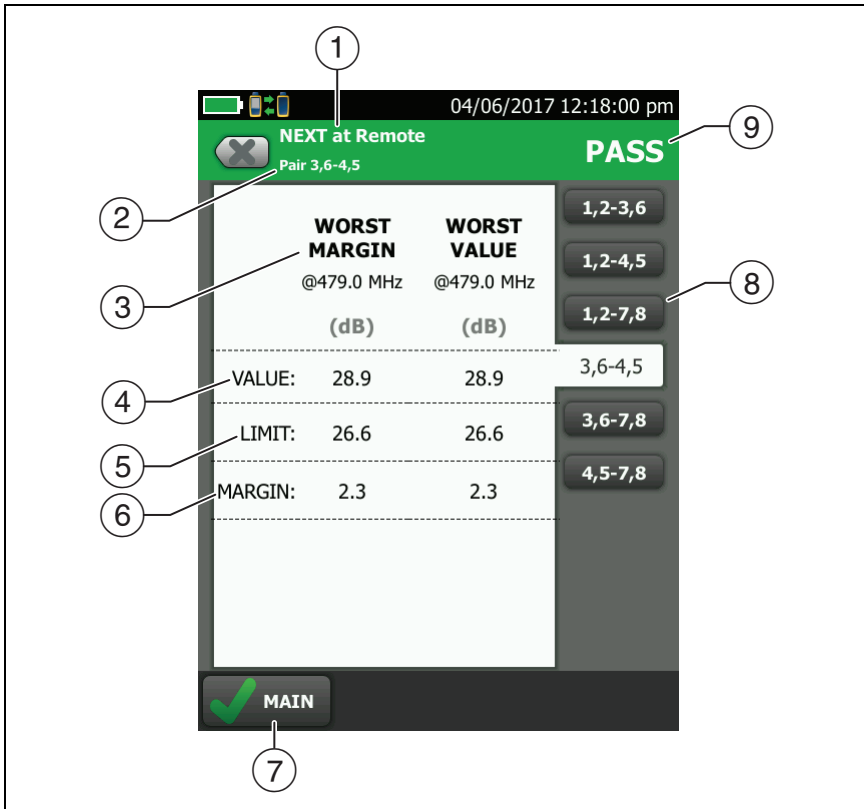 1
04/06/2017 12:18:00 pm
NEXT at Remote
PASS
9
Pair 3,6-4,5
2
1,2-3,6
WORST MARGIN
WORST VALUE
1,2-4,5
3
@479.0 MHz
@479.0 MHz
8
1,2-7,8
(dB)
(dB)
3,6-4,5
4
VALUE: 28.9 28.9
3,6-7,8
5
LIMIT: 26.6 26.6
4,5-7,8
6
MARGIN: 2.3 2.3
MAIN
7